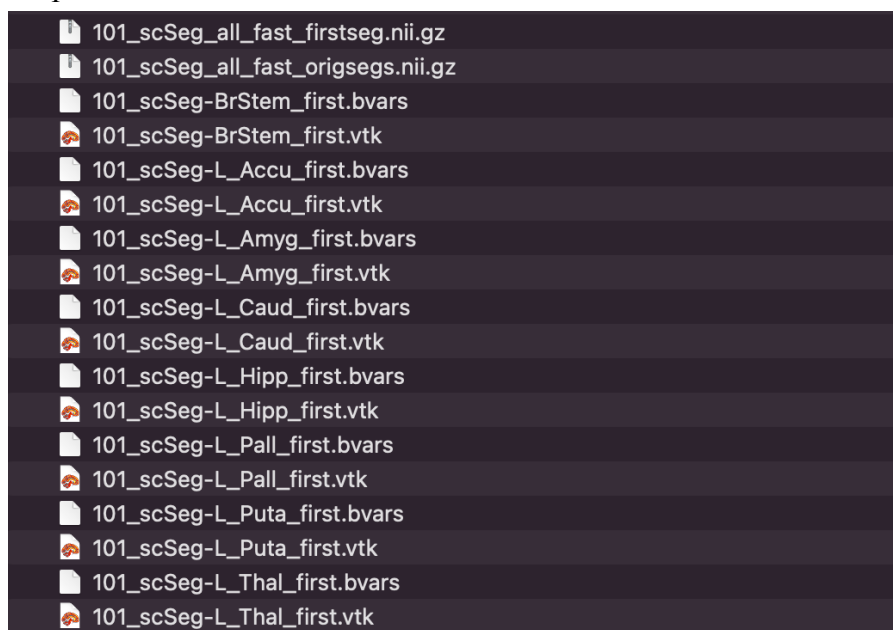 101_scSeg_all_fast_firstseg.nii.gz
101_scSeg_all_fast_origsegs.nii.gz
101_scSeg-BrStem_first.bvars
101_scSeg-BrStem_first.vtk
101_scSeg-L_Accu_first.bvars
101_scSeg-L_Accu_first.vtk
101_scSeg-L_Amyg_first.bvars
101_scSeg-L_Amyg_first.vtk
101_scSeg-L_Caud_first.bvars
101_scSeg-L_Caud_first.vtk
101_scSeg-L_Hipp_first.bvars
101_scSeg-L_Hipp_first.vtk
101_scSeg-L_Pall_first.bvars
101_scSeg-L_Pall_first.vtk
101_scSeg-L_Puta_first.bvars
101_scSeg-L_Puta_first.vtk
101_scSeg-L_Thal_first.bvars
101_scSeg-L_Thal_first.vtk